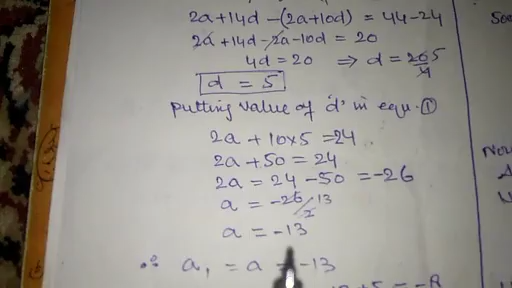 2a+14d-(2a+10d) = 44-24
2a+14d-2a-10d = 20
4d = 20 ⇒ d = 20 5/4
d = 5
putting value of 'd' in equ. ①
2a + 10x5 = 24
2a + 50 = 24
2a = 24 - 50 = -26
a = -26 13/2
a = -13
∴ a₁ = a = -13
+5 = -8